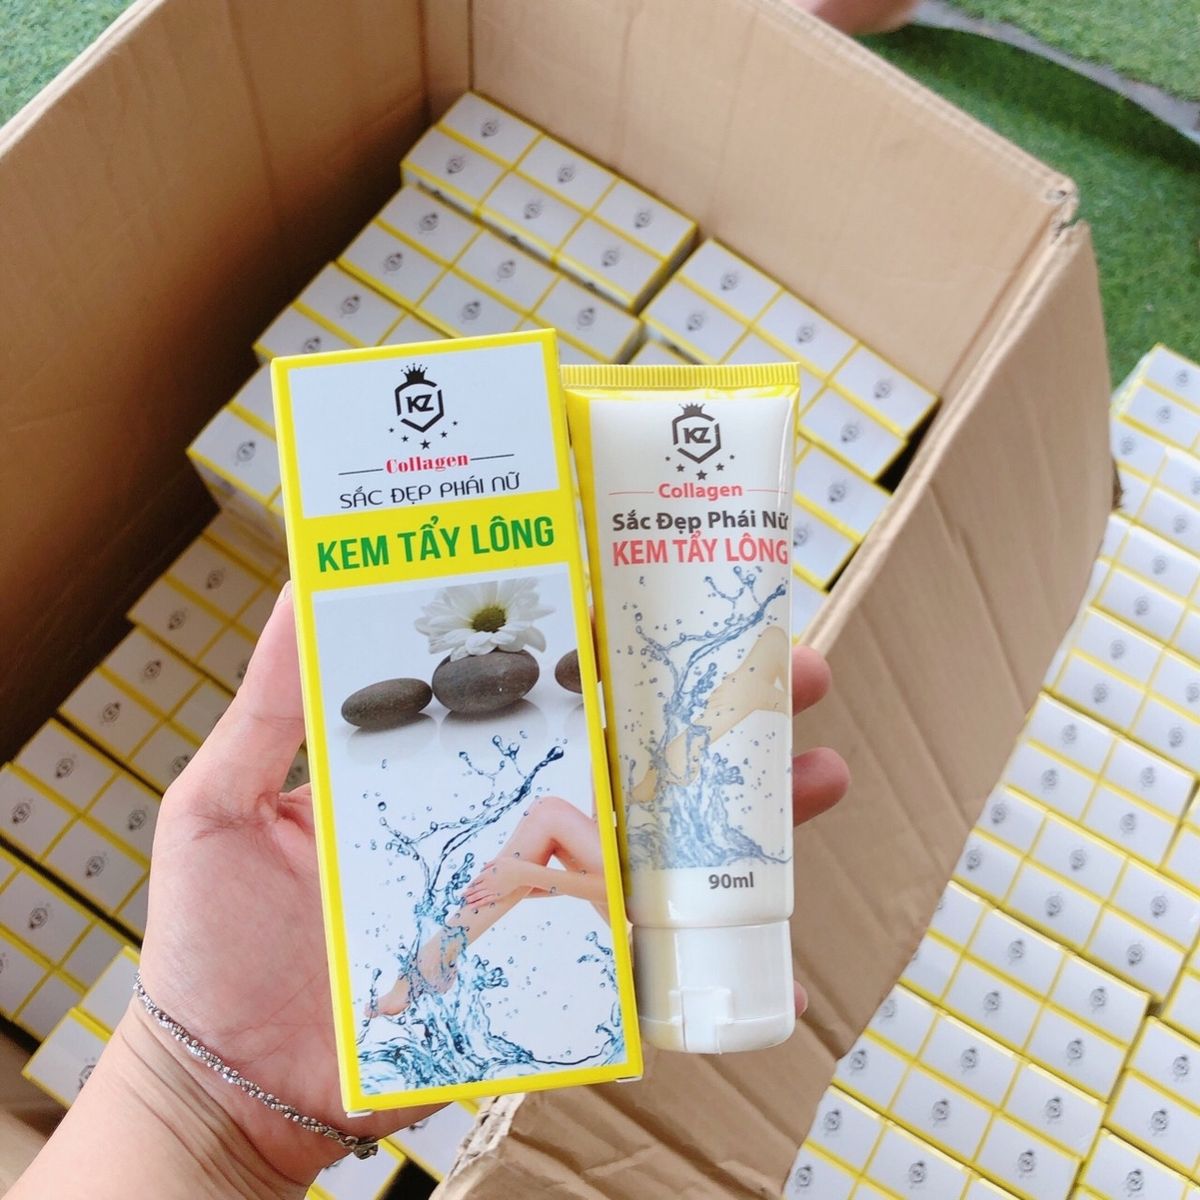 KZ
Collagen
SẮC ĐẸP PHÁI NỮ
KEM TẨY LÔNG
KZ
Collagen
Sắc Đẹp Phái Nữ
KEM TẨY LÔNG
90ml